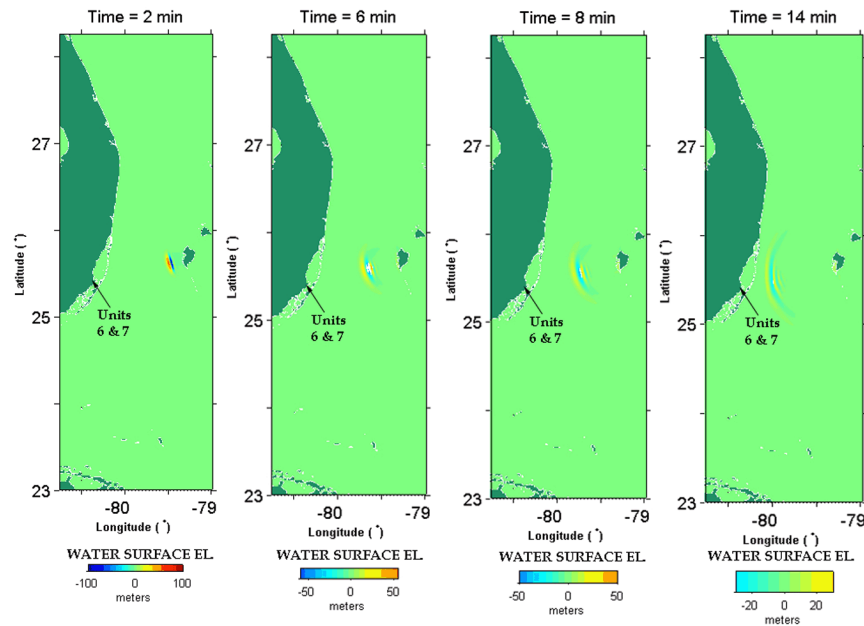 Time = 2 min
27
25
23
Latitude ( ° )
Units
6 & 7
-80
-79
Longitude ( ° )
WATER SURFACE EL.
-100
0
100
meters
Time = 6 min
27
25
23
Latitude ( ° )
Units
6 & 7
-80
-79
Longitude ( ° )
WATER SURFACE EL.
-50
0
50
meters
Time = 8 min
27
25
23
Latitude ( ° )
Units
6 & 7
-80
-79
Longitude ( ° )
WATER SURFACE EL.
-50
0
50
meters
Time = 14 min
27
25
23
Latitude ( ° )
Units
6 & 7
-80
-79
Longitude ( ° )
WATER SURFACE EL.
-20
0
20
meters